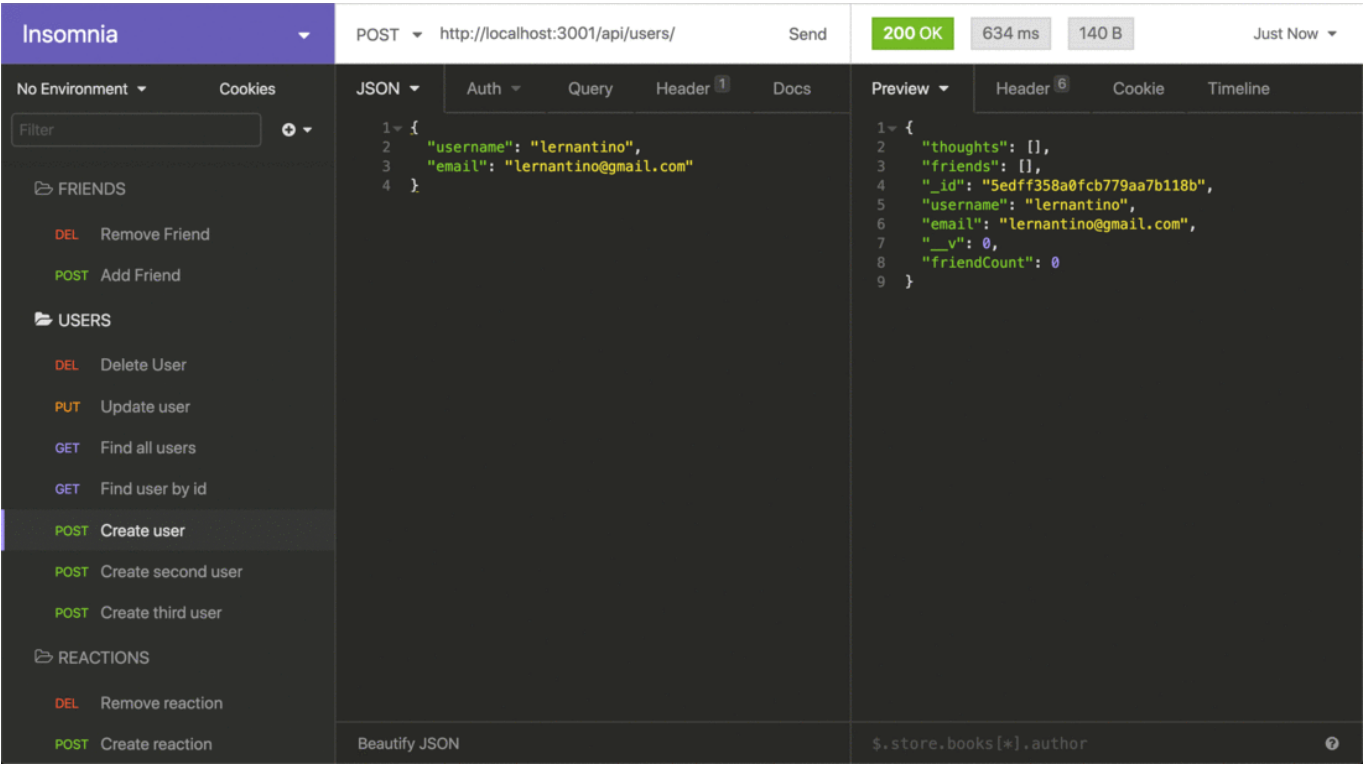 Insomnia
No Environment
Cookies
Filter
FRIENDS
DEL Remove Friend
POST Add Friend
USERS
DEL Delete User
PUT Update user
GET Find all users
GET Find user by id
POST Create user
POST Create second user
POST Create third user
REACTIONS
DEL Remove reaction
POST Create reaction
POST http://localhost:3001/api/users/ Send
JSON Auth Query Header 1 Docs
1 {
2 "username": "lernantino",
3 "email": "lernantino@gmail.com"
4 }
Beautify JSON
200 OK 634 ms 140 B Just Now
Preview Header 6 Cookie Timeline
1 {
2 "thoughts": [],
3 "friends": [],
4 "_id": "5edff358a0fcb779aa7b118b",
5 "username": "lernantino",
6 "email": "lernantino@gmail.com",
7 "__v": 0,
8 "friendCount": 0
9 }
$.store.books[*].author